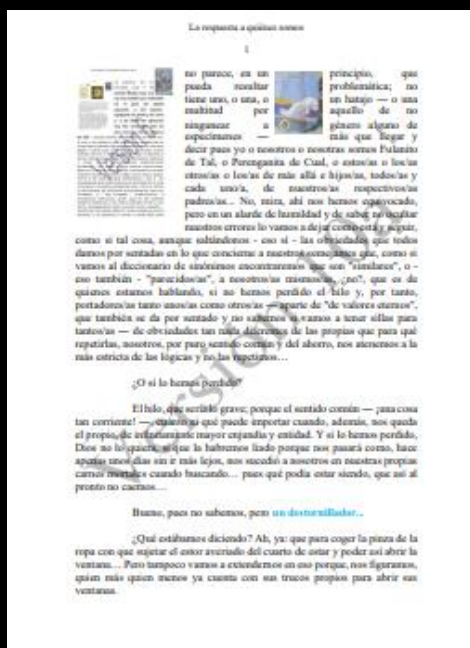 La respuesta a quiénes somos
1
no parece, en un principio, que
pueda resultar problemática; no
tiene uno, o una, o un hatajo — o una
multitud por aquello de no
ningunear a género alguno de
especímenes — más que llegar y
decir pues yo o nosotros o nosotras somos Fulanito
de Tal, o Perenganita de Cual, o estos/as o los/as
otros/as o los/as de más allá e hijos/as, todos/as y
cada uno/a, de nuestros/as respectivos/as
padres/as... No, mira, ahí nos hemos equivocado,
pero en un alarde de humildad y de saber
nuestros errores lo vamos a dejar como está y seguir,
como si tal cosa, aunque saltándonos - eso sí - las obviedades que todos
damos por sentadas en lo que concierne a nuestros que, como si
vamos al diccionario de sinónimos encontraremos que son "similares", o -
eso también - "parecidos/as", a nosotros/as mismos/as, ¿no?, que es de
quienes estamos hablando, si no hemos perdido el hilo y, por tanto,
portadores/as tanto unos/as como otros/as — aparte de "de valores eternos",
que también se da por sentado y no sabemos si vamos a tener sillas para
tantos/as — de obviedades tan nada diferentes de las propias que para qué
repetirlas, nosotros, por puro sentido común y del ahorro, nos atenemos a la
más estricta de las lógicas y no las repetimos…
¿O sí lo hemos perdido?
El hilo, que sería lo grave; porque el sentido común — ¡una cosa
tan corriente! — a quién qué puede importar cuando, además, nos queda
el propio, de infinitamente mayor enjundia y entidad. Y si lo hemos perdido,
Dios no lo quiera, sí que la habremos liado porque nos pasará como, hace
apenas unos días sin ir más lejos, nos sucedió a nosotros en nuestras propias
carnes mortales cuando buscando… pues qué podía estar siendo, que así al
pronto no caemos…
Bueno, pues no sabemos, pero un destornillador...
¿Qué estábamos diciendo? Ah, ya: que para coger la pinza de la
ropa con que sujetar el estor averiado del cuarto de estar y poder así abrir la
ventana… Pero tampoco vamos a extendernos en eso porque, nos figuramos,
quien más quien menos ya cuenta con sus trucos propios para abrir sus
ventanas.